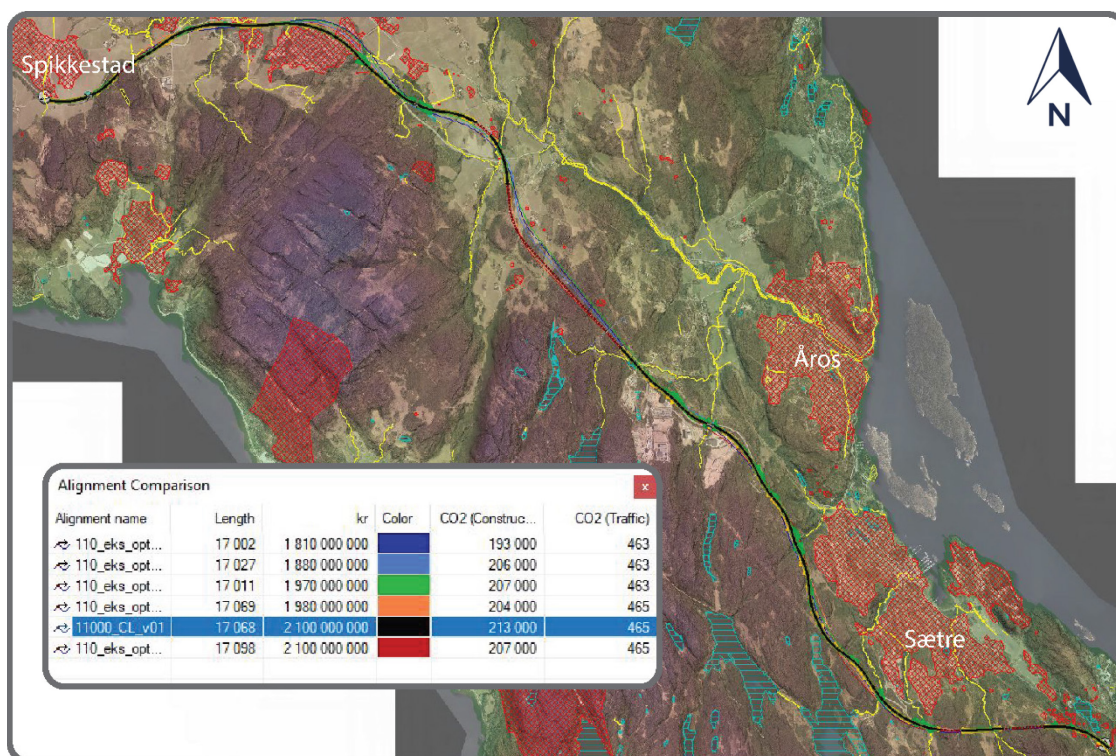 Spikkestad
N
Åros
Alignment Comparison x
Alignment name Length kr Color CO2 (Construc... CO2 (Traffic)
110_eks_opt... 17 002 1 810 000 000 193 000 463
110_eks_opt... 17 027 1 880 000 000 206 000 463
110_eks_opt... 17 011 1 970 000 000 207 000 463
110_eks_opt... 17 069 1 980 000 000 204 000 465
11000_CL_v01 17 068 2 100 000 000 213 000 465
110_eks_opt... 17 098 2 100 000 000 207 000 465
Sætre